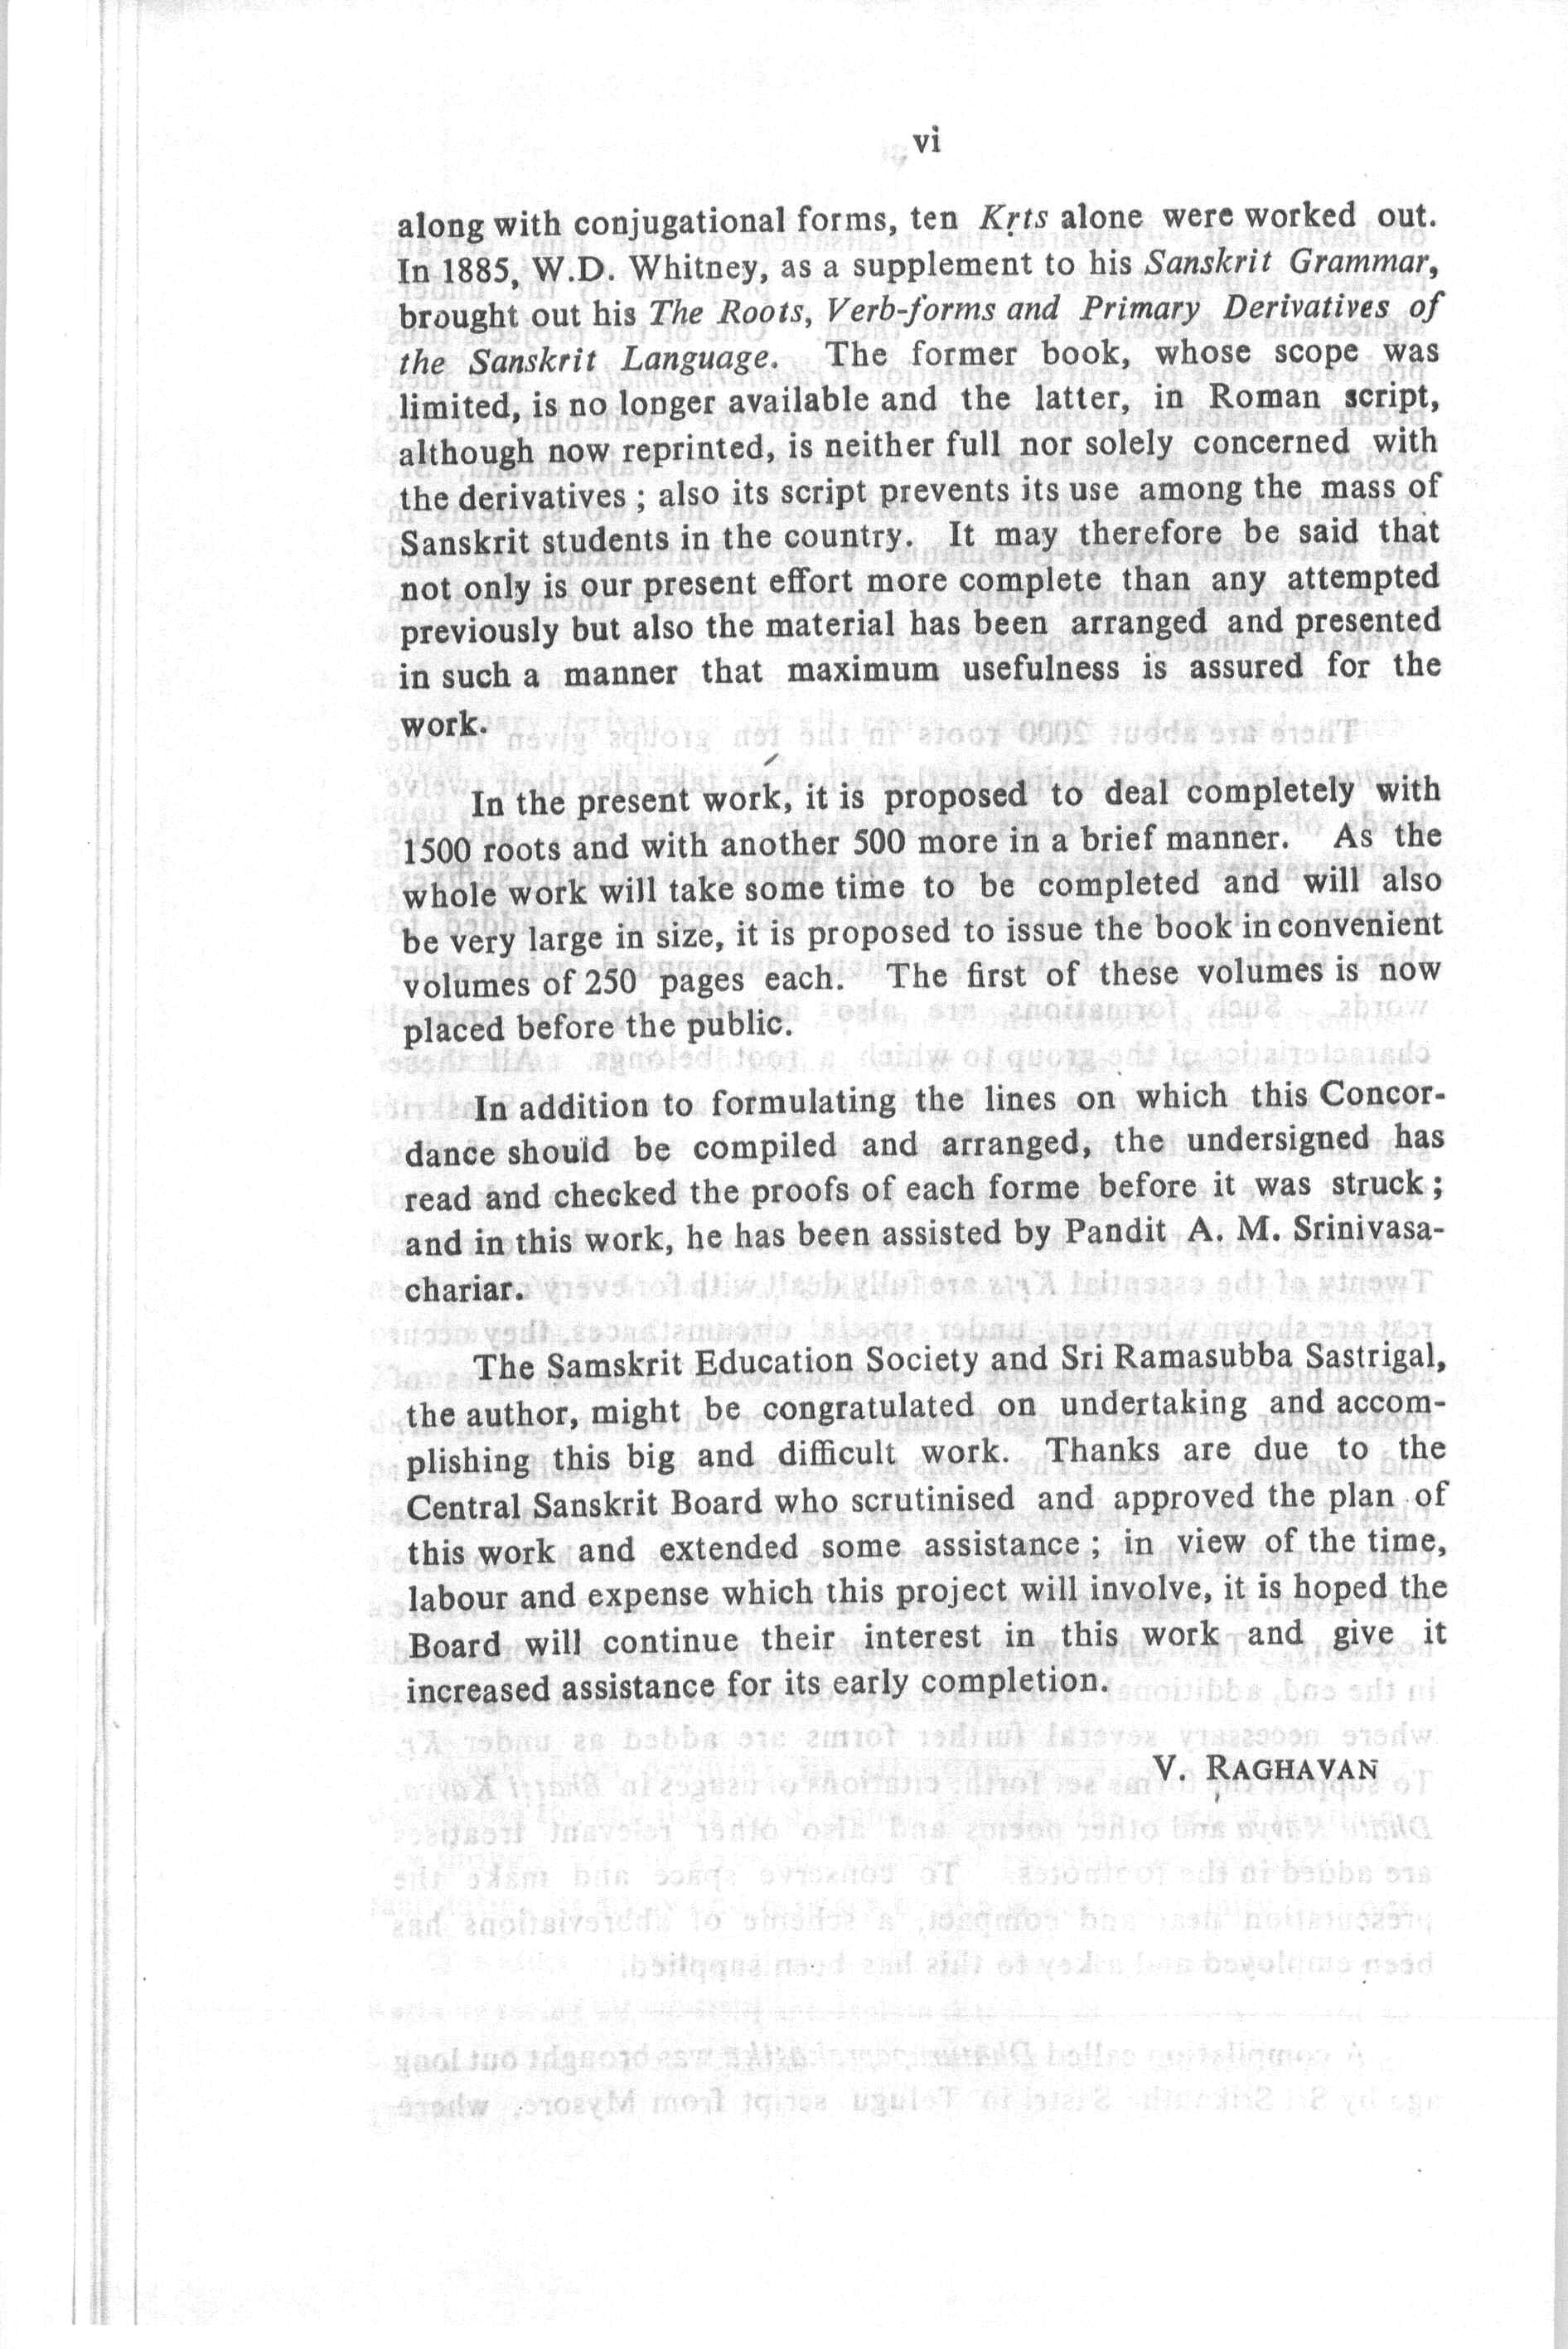 vi
along with conjugational forms, ten Kṛts alone were worked out.
In 1885, W.D. Whitney, as a supplement to his Sanskrit Grammar,
brought out his The Roots, Verb-forms and Primary Derivatives of
the Sanskrit Language. The former book, whose scope was
limited, is no longer available and the latter, in Roman script,
although now reprinted, is neither full nor solely concerned with
the derivatives ; also its script prevents its use among the mass of
Sanskrit students in the country. It may therefore be said that
not only is our present effort more complete than any attempted
previously but also the material has been arranged and presented
in such a manner that maximum usefulness is assured for the
work.
In the present work, it is proposed to deal completely with
1500 roots and with another 500 more in a brief manner. As the
whole work will take some time to be completed and will also
be very large in size, it is proposed to issue the book in convenient
volumes of 250 pages each. The first of these volumes is now
placed before the public.
In addition to formulating the lines on which this Concor-
dance should be compiled and arranged, the undersigned has
read and checked the proofs of each forme before it was struck ;
and in this work, he has been assisted by Pandit A. M. Srinivasa-
chariar.
The Samskrit Education Society and Sri Ramasubba Sastrigal,
the author, might be congratulated on undertaking and accom-
plishing this big and difficult work. Thanks are due to the
Central Sanskrit Board who scrutinised and approved the plan of
this work and extended some assistance ; in view of the time,
labour and expense which this project will involve, it is hoped the
Board will continue their interest in this work and give it
increased assistance for its early completion.
V. RAGHAVAN